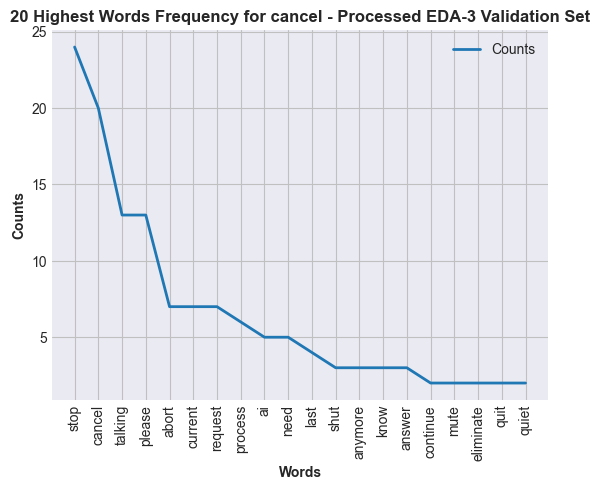 20 Highest Words Frequency for cancel - Processed EDA-3 Validation Set
Counts
25
20
15
10
5
Counts
stop
cancel
talking
please
abort
current
request
process
ai
need
last
shut
anymore
know
answer
continue
mute
eliminate
quit
quiet
Words